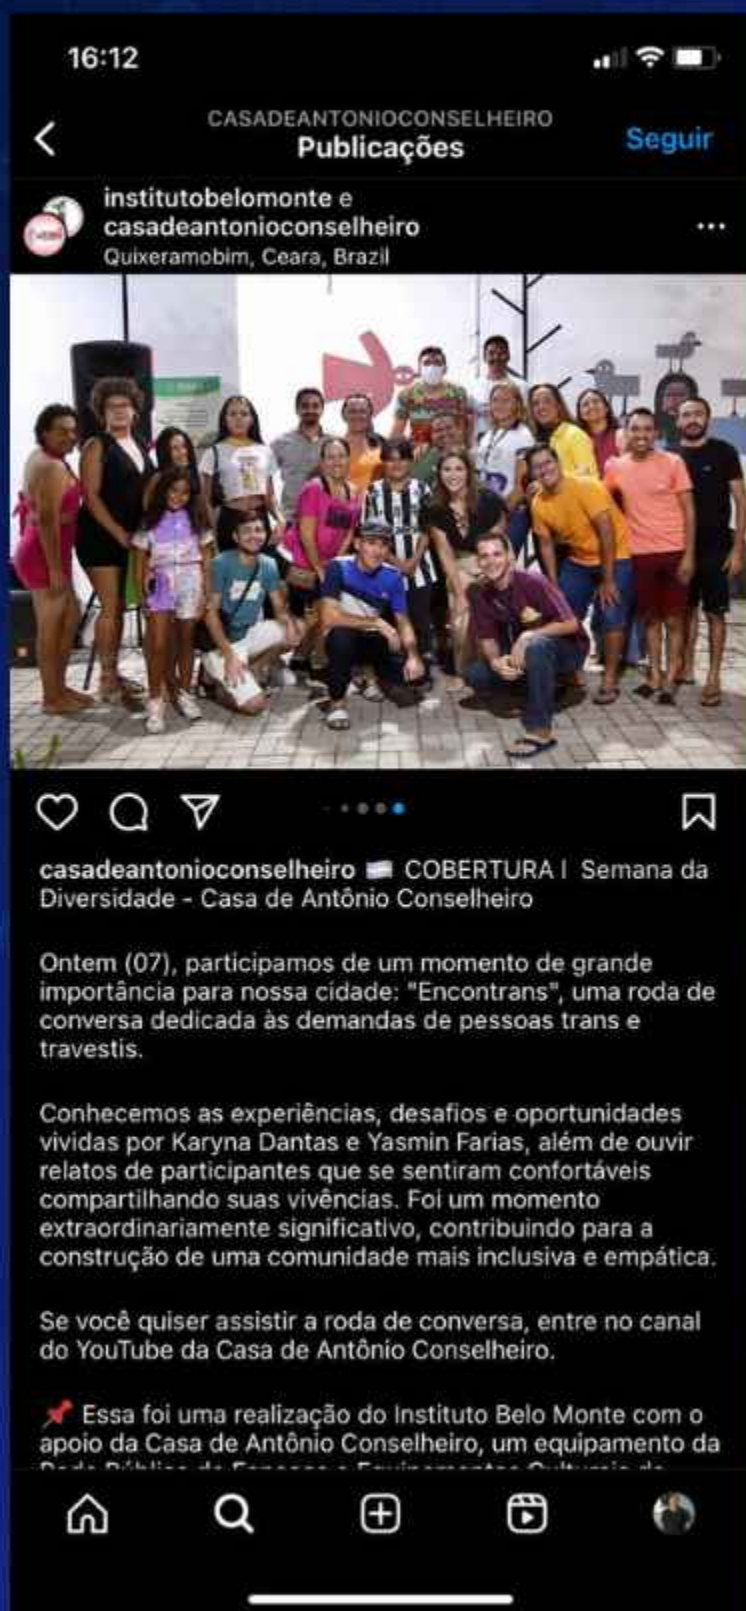 16:12
CASADEANTONIOCONSELHEIRO
Publicações
Seguir
institutobelomonte e
casadeantonioconselheiro
Quixeramobim, Ceara, Brazil
casadeantonioconselheiro COBERTURA | Semana da
Diversidade - Casa de Antônio Conselheiro
Ontem (07), participamos de um momento de grande
importância para nossa cidade: "Encontrans", uma roda de
conversa dedicada às demandas de pessoas trans e
travestis.
Conhecemos as experiências, desafios e oportunidades
vividas por Karyna Dantas e Yasmin Farias, além de ouvir
relatos de participantes que se sentiram confortáveis
compartilhando suas vivências. Foi um momento
extraordinariamente significativo, contribuindo para a
construção de uma comunidade mais inclusiva e empática.
Se você quiser assistir a roda de conversa, entre no canal
do YouTube da Casa de Antônio Conselheiro.
📌 Essa foi uma realização do Instituto Belo Monte com o
apoio da Casa de Antônio Conselheiro, um equipamento da